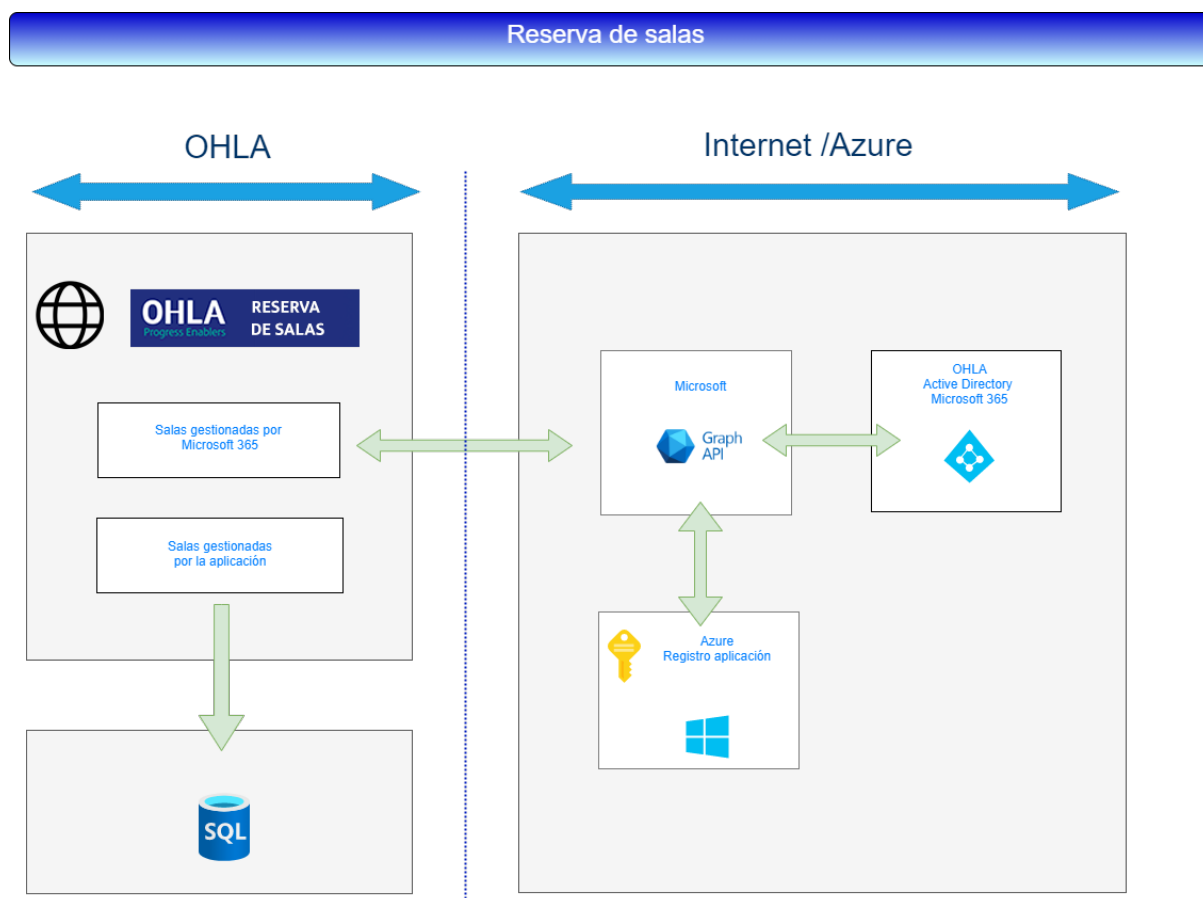 Reserva de salas
OHLA
Internet /Azure
OHLA
Progress Enablers
RESERVA
DE SALAS
Salas gestionadas por
Microsoft 365
Salas gestionadas
por la aplicación
SQL
Microsoft
Graph
API
OHLA
Active Directory
Microsoft 365
Azure
Registro aplicación